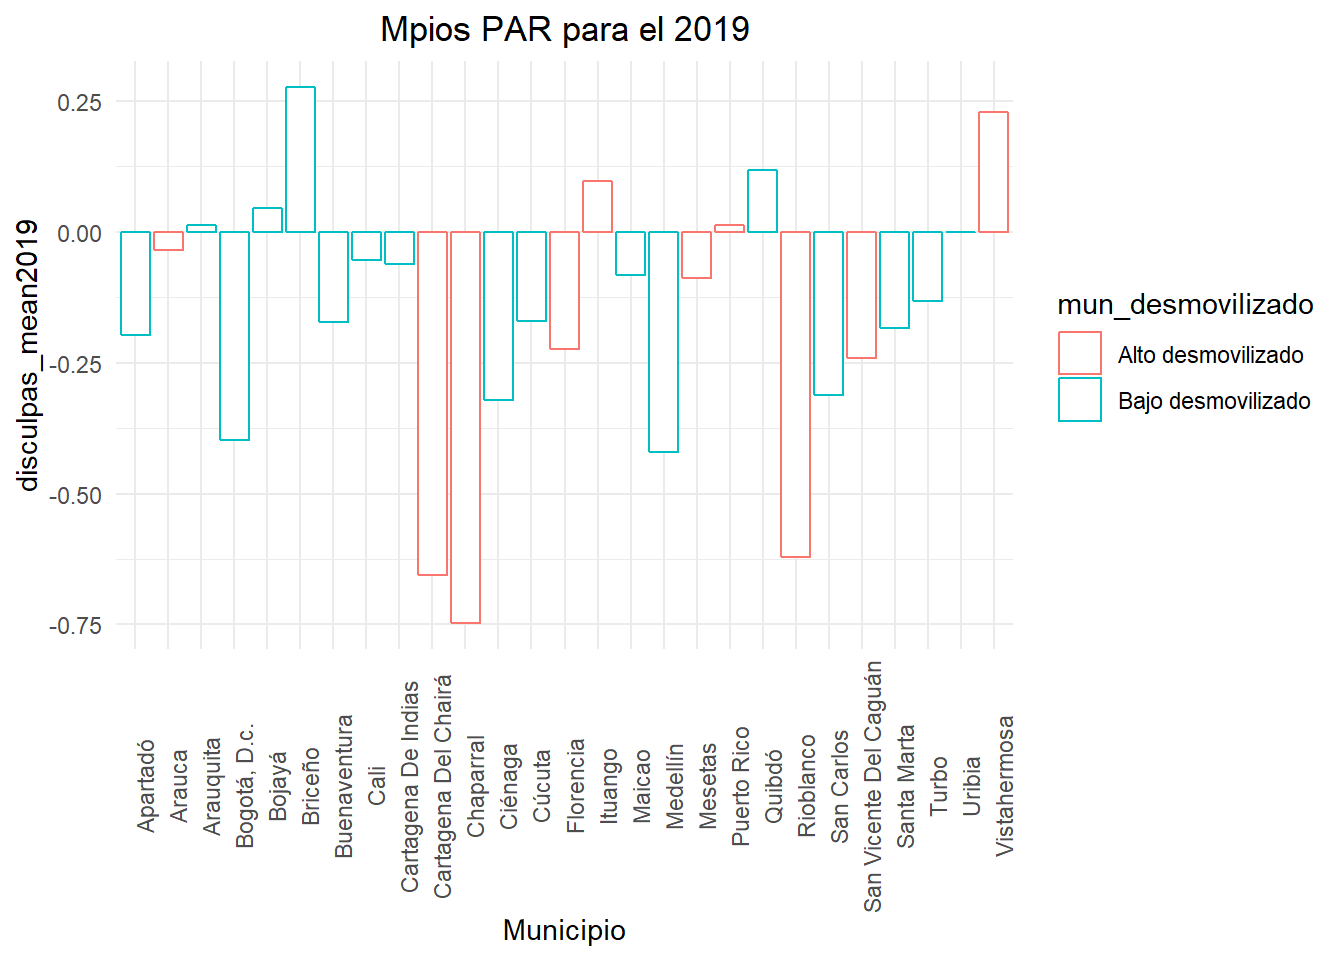 Mpios PAR para el 2019
disculpas_mean2019
0.25
0.00
-0.25
-0.50
-0.75
Apartadó
Arauca
Arauquita
Bogotá, D.c.
Bojayá
Briceño
Buenaventura
Cali
Cartagena De Indias
Cartagena Del Chairá
Chaparral
Ciénaga
Cúcuta
Florencia
Ituango
Maicao
Medellín
Mesetas
Puerto Rico
Quibdó
Rioblanco
San Carlos
San Vicente Del Caguán
Santa Marta
Turbo
Uribia
Vistahermosa
Municipio
mun_desmovilizado
Alto desmovilizado
Bajo desmovilizado